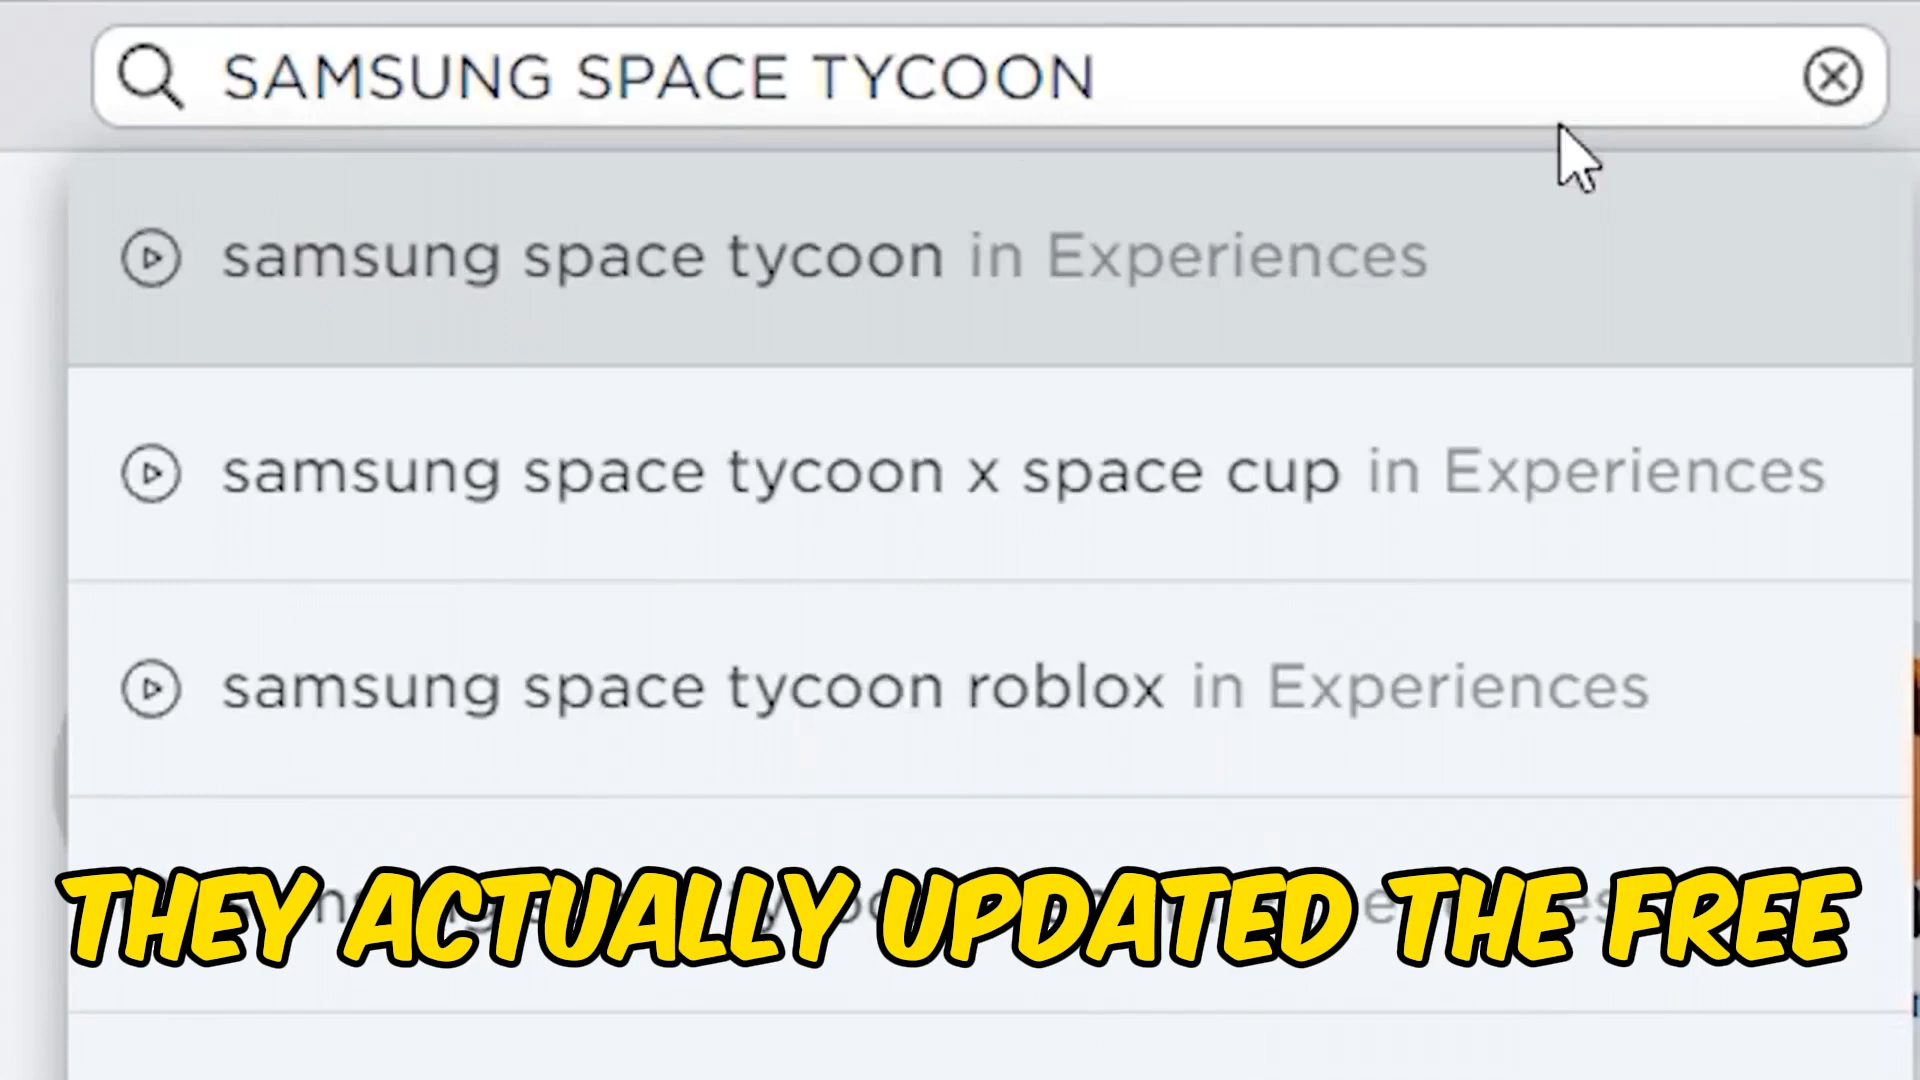 SAMSUNG SPACE TYCOON
samsung space tycoon in Experiences
samsung space tycoon x space cup in Experiences
samsung space tycoon roblox in Experiences
THEY ACTUALLY UPDATED THE FREE